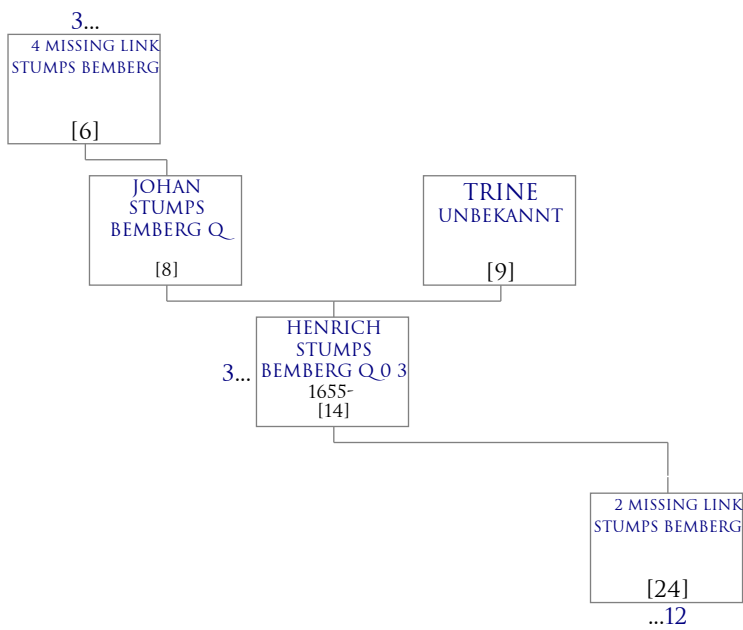 3...
4 MISSING LINK
STUMPS BEMBERG
[6]
JOHAN
STUMPS
BEMBERG Q
[8]
TRINE
UNBEKANNT
[9]
3...
HENRICH
STUMPS
BEMBERG Q 0 3
1655-
[14]
2 MISSING LINK
STUMPS BEMBERG
[24]
...12